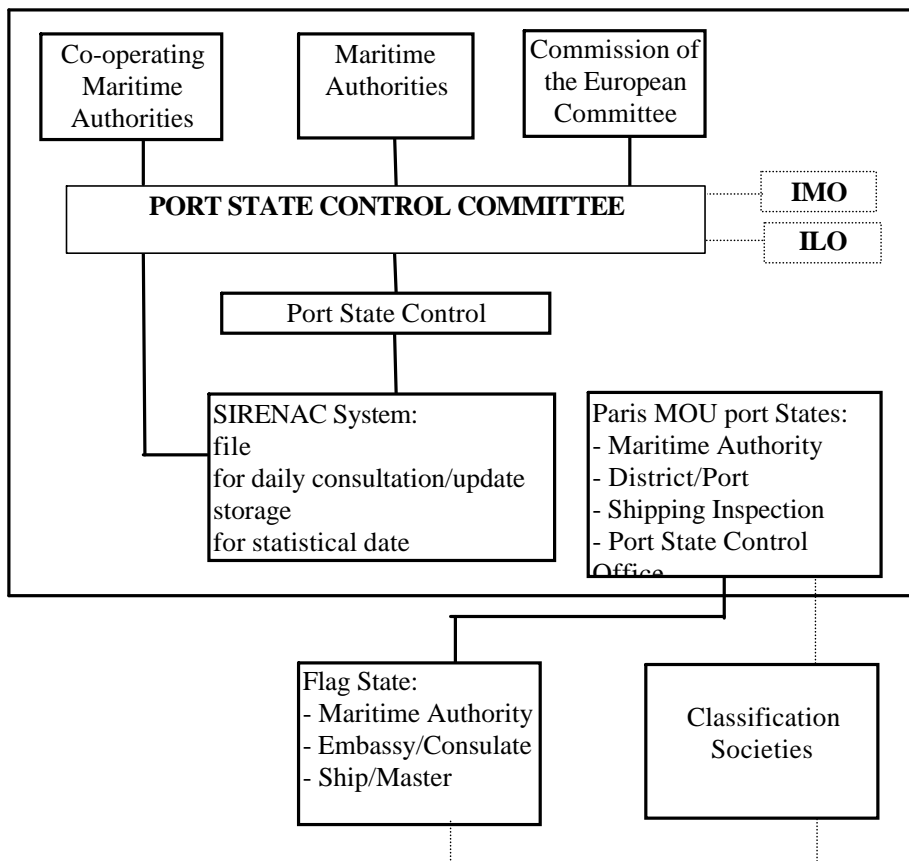 Co-operating
Maritime
Authorities
Maritime
Authorities
Commission of
the European
Committee
PORT STATE CONTROL COMMITTEE
IMO
ILO
Port State Control
SIRENAC System:
file
for daily consultation/update
storage
for statistical date
Paris MOU port States:
- Maritime Authority
- District/Port
- Shipping Inspection
- Port State Control
Office
Flag State:
- Maritime Authority
- Embassy/Consulate
- Ship/Master
Classification
Societies